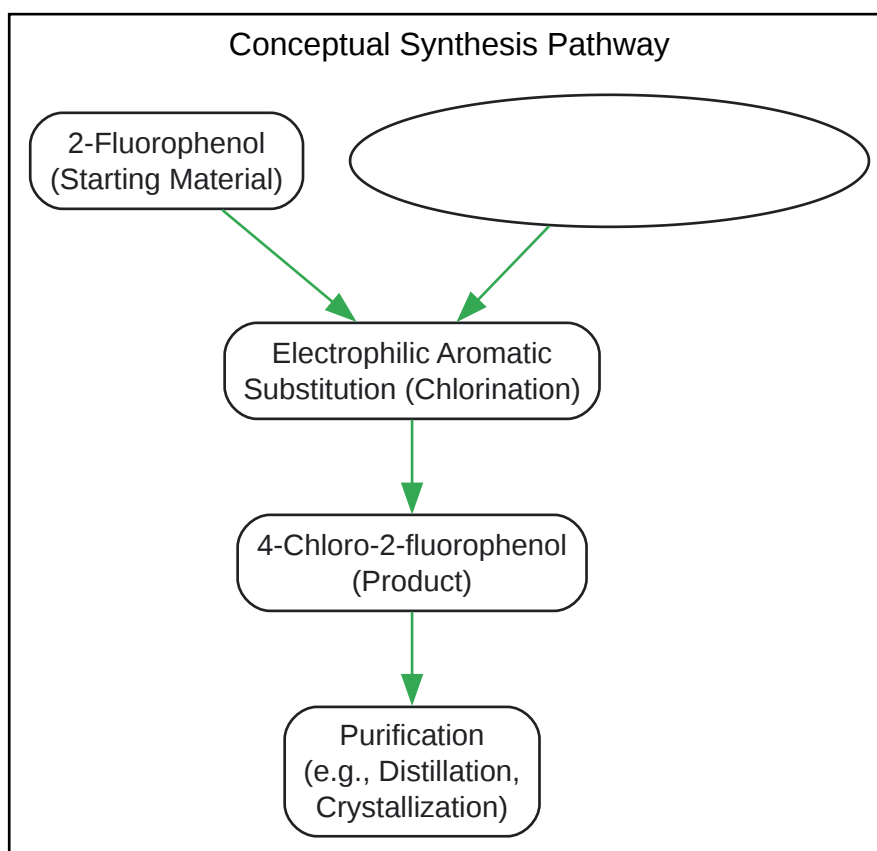 Conceptual Synthesis Pathway
2-Fluorophenol
(Starting Material)
Electrophilic Aromatic
Substitution (Chlorination)
4-Chloro-2-fluorophenol
(Product)
Purification
(e.g., Distillation,
Crystallization)